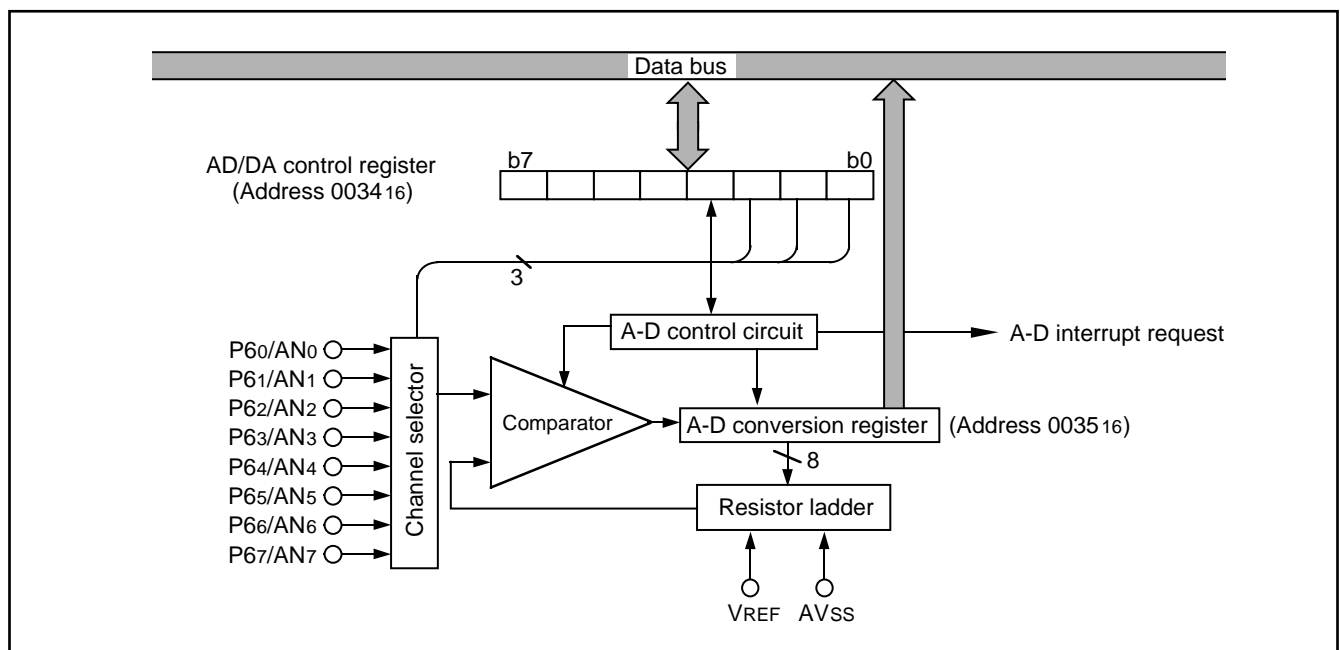 Data bus
AD/DA control register
(Address 0034₁₆)
b7
b0
3
A-D control circuit
A-D interrupt request
P6₀/AN₀
P6₁/AN₁
P6₂/AN₂
P6₃/AN₃
P6₄/AN₄
P6₅/AN₅
P6₆/AN₆
P6₇/AN₇
Channel selector
Comparator
A-D conversion register
(Address 0035₁₆)
8
Resistor ladder
VREF
AVSS